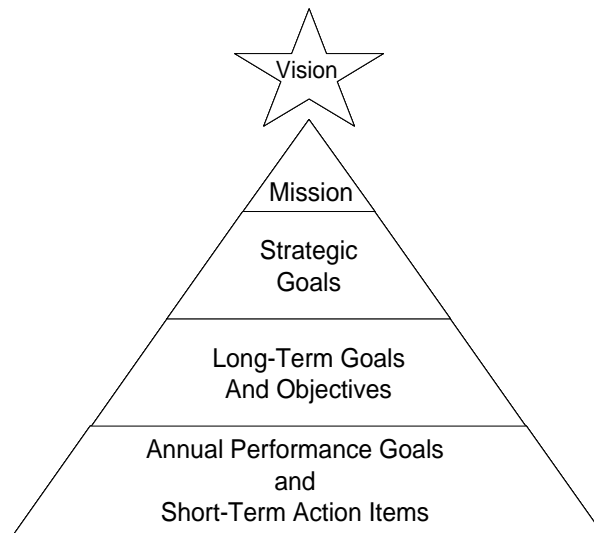 Vision
Mission
Strategic
Goals
Long-Term Goals
And Objectives
Annual Performance Goals
and
Short-Term Action Items